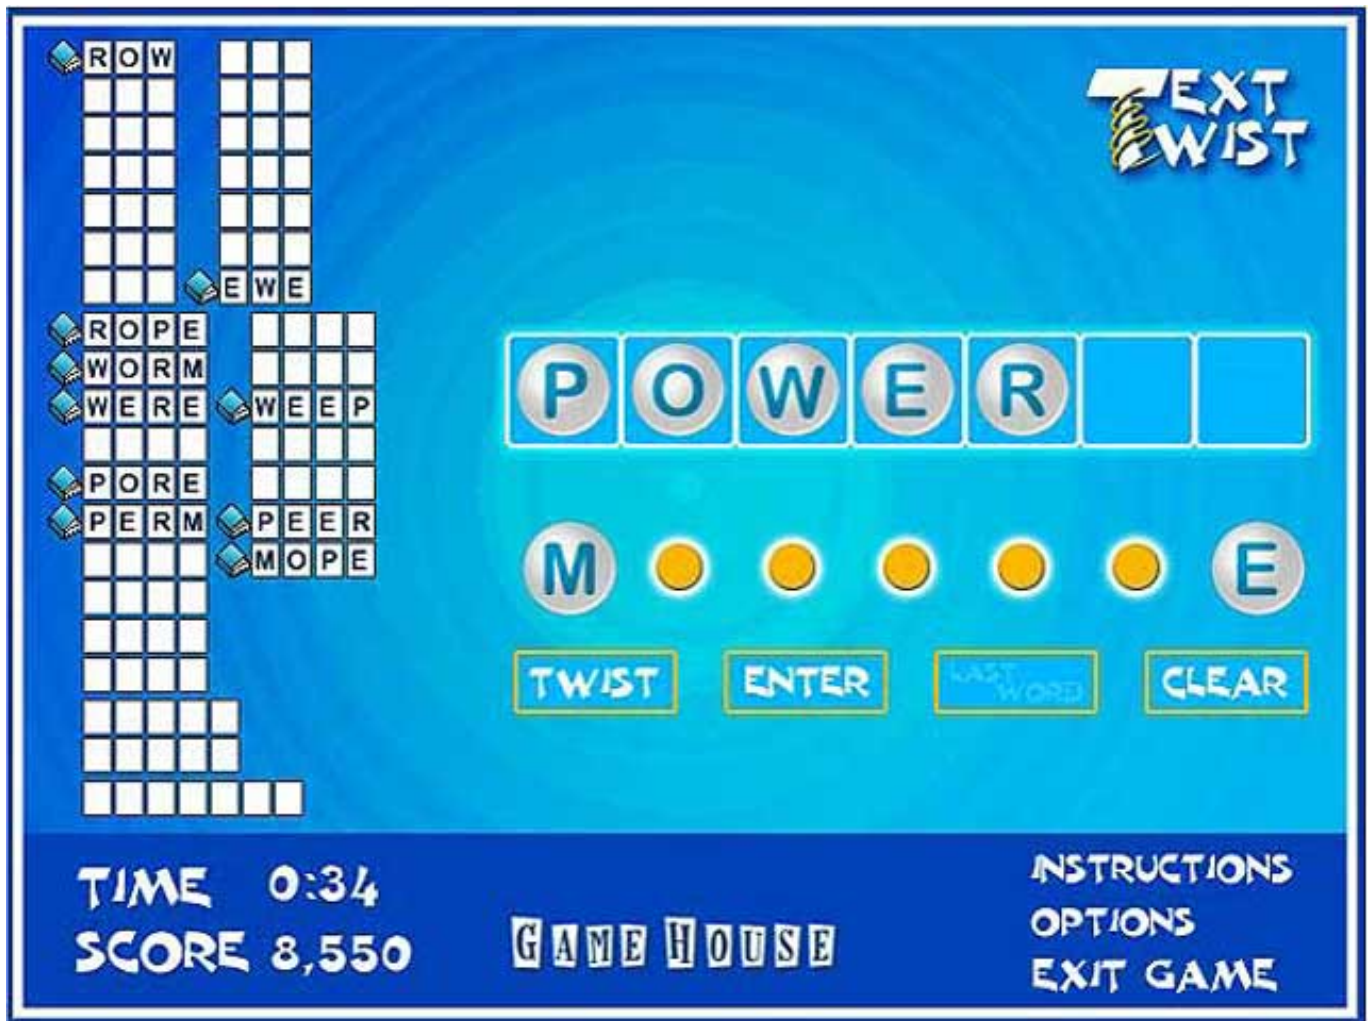 ROW
EWE
ROPE
WORM
WERE WEEP
PORE
PERM PEER
MOPE
TEXT
TWIST
POWER
M E
TWIST ENTER LAST WORD CLEAR
TIME 0:34
SCORE 8,550
GAME HOUSE
INSTRUCTIONS
OPTIONS
EXIT GAME